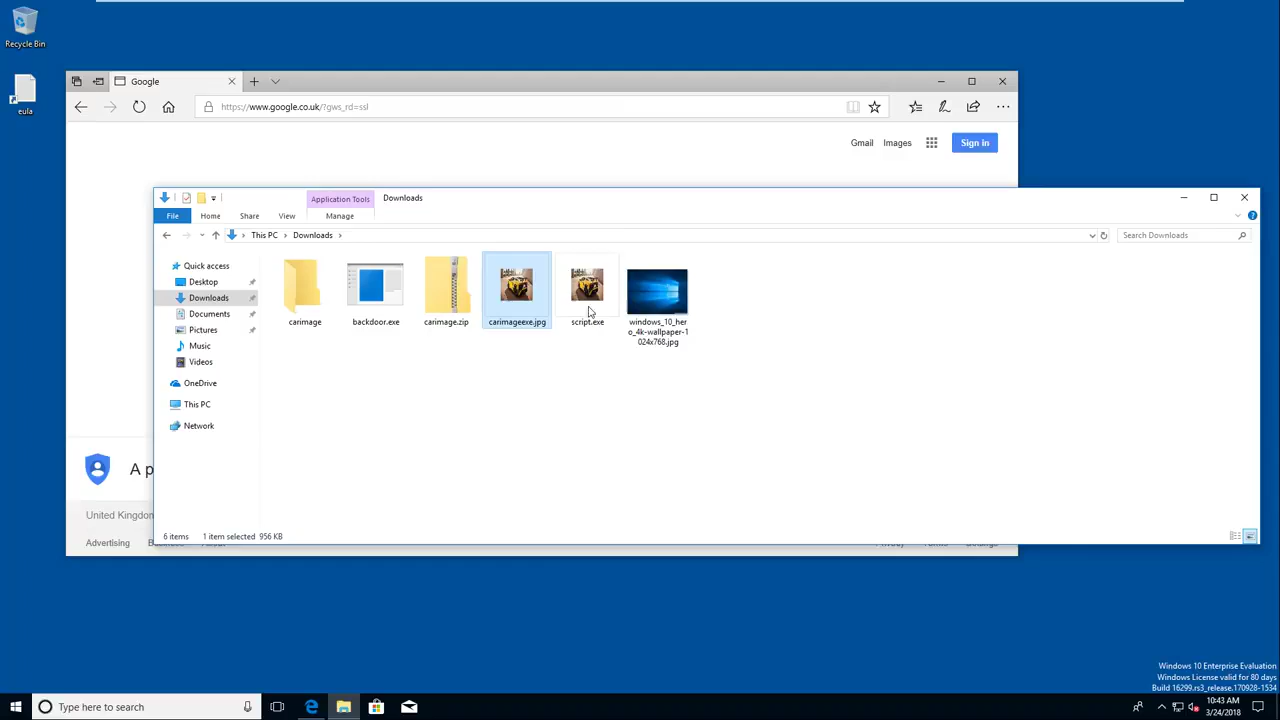 Recycle Bin
eula
Google
https://www.google.co.uk/?gws_rd=ssl
Gmail
Images
Sign in
Application Tools
Downloads
File
Home
Share
View
Manage
This PC
Downloads
Search Downloads
Quick access
Desktop
Downloads
Documents
Pictures
Music
Videos
OneDrive
This PC
Network
carimage
backdoor.exe
carimage.zip
carimageexe.jpg
script.exe
windows_10_her
o_4k-wallpaper-1
024x768.jpg
A p
United Kingdom
6 items
1 item selected 956 KB
Advertising
Windows 10 Enterprise Evaluation
Windows License valid for 80 days
Build 16299.rs3_release.170928-1534
Type here to search
10:43 AM
3/24/2018